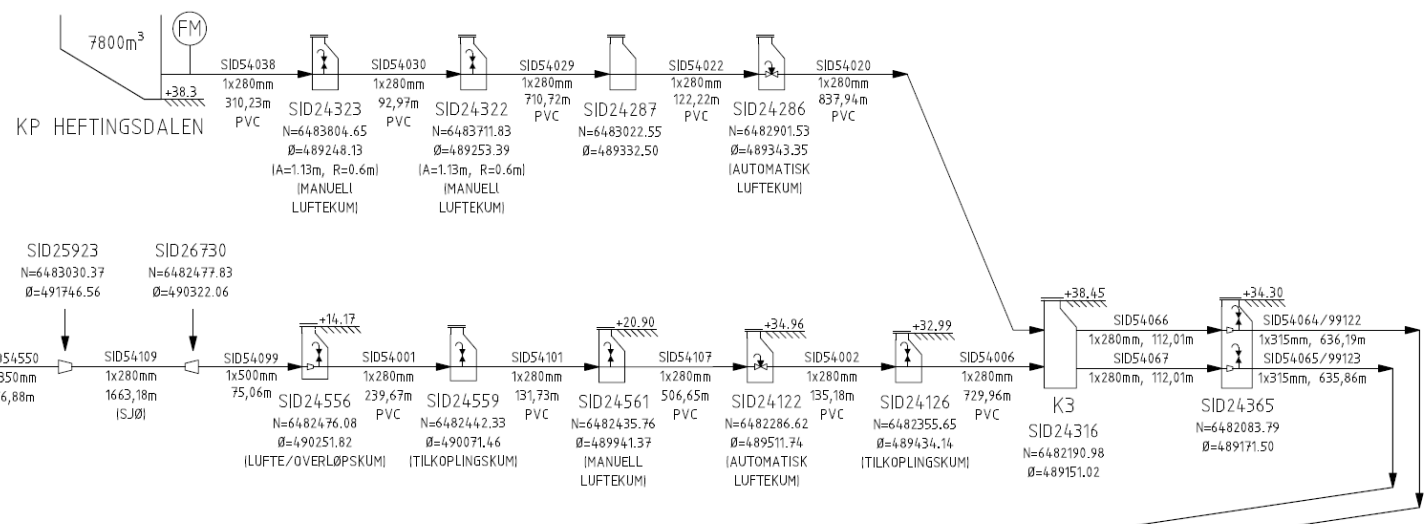 7800m³
FM
+38.3
KP HEFTINGSDALEN
SID54038
1x280mm
310,23m
PVC
SID24323
N=6483804.65
Ø=489248.13
(A=1.13m, R=0.6m)
(MANUELL
LUFTEKUM)
SID54030
1x280mm
92,97m
PVC
SID24322
N=6483711.83
Ø=489253.39
(A=1.13m, R=0.6m)
(MANUELL
LUFTEKUM)
SID54029
1x280mm
710,72m
PVC
SID24287
N=6483022.55
Ø=489332.50
SID54022
1x280mm
122,22m
PVC
SID24286
N=6482901.53
Ø=489343.35
(AUTOMATISK
LUFTEKUM)
SID54020
1x280mm
837,94m
PVC
SID25923
N=6483030.37
Ø=491746.56
SID26730
N=6482477.83
Ø=490322.06
D54550
350mm
6,88m
SID54109
1x280mm
1663,18m
(SJØ)
SID54099
1x500mm
75,06m
+14.17
SID24556
N=6482476.08
Ø=490251.82
(LUFTE/OVERLØPSKUM)
SID54001
1x280mm
239,67m
PVC
SID24559
N=6482442.33
Ø=490071.46
(TILKOPLINGSKUM)
SID54101
1x280mm
131,73m
PVC
+20.90
SID24561
N=6482435.76
Ø=489941.37
(MANUELL
LUFTEKUM)
SID54107
1x280mm
506,65m
PVC
+34.96
SID24122
N=6482286.62
Ø=489511.74
(AUTOMATISK
LUFTEKUM)
SID54002
1x280mm
135,18m
PVC
+32.99
SID24126
N=6482355.65
Ø=489434.14
(TILKOPLINGSKUM)
SID54006
1x280mm
729,96m
PVC
+38.45
K3
SID24316
N=6482190.98
Ø=489151.02
SID54066
1x280mm, 112,01m
SID54067
1x280mm, 112,01m
+34.30
SID24365
N=6482083.79
Ø=489171.50
SID54064/99122
1x315mm, 636,19m
SID54065/99123
1x315mm, 635,86m